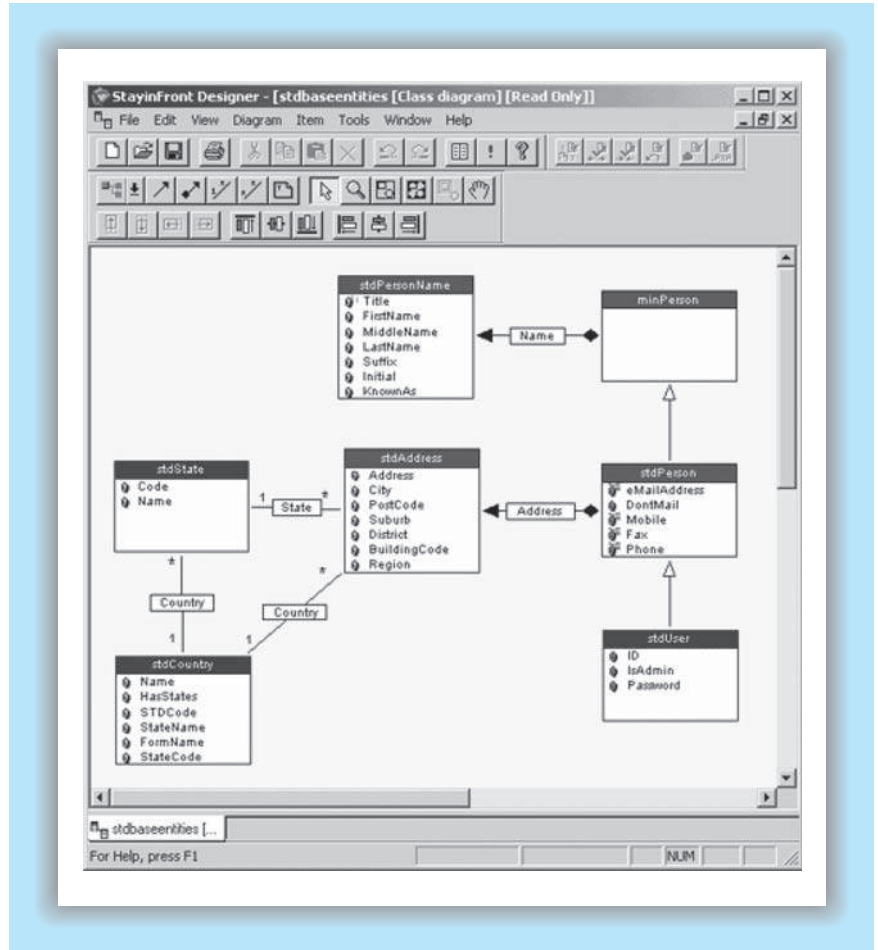 StayinFront Designer - [stdbaseentities [Class diagram] [Read Only]]
File Edit View Diagram Item Tools Window Help
stdPersonName
Title
FirstName
MiddleName
LastName
Suffix
Initial
KnownAs
Name
minPerson
stdState
Code
Name
1
State
*
stdAddress
Address
City
PostCode
Suburb
District
BuildingCode
Region
Address
stdPerson
eMailAddress
DontMail
Mobile
Fax
Phone
*
Country
1
*
Country
1
stdUser
ID
IsAdmin
Password
stdCountry
Name
HasStates
STDCode
StateName
FormName
StateCode
stdbaseentities [...
For Help, press F1
NUM